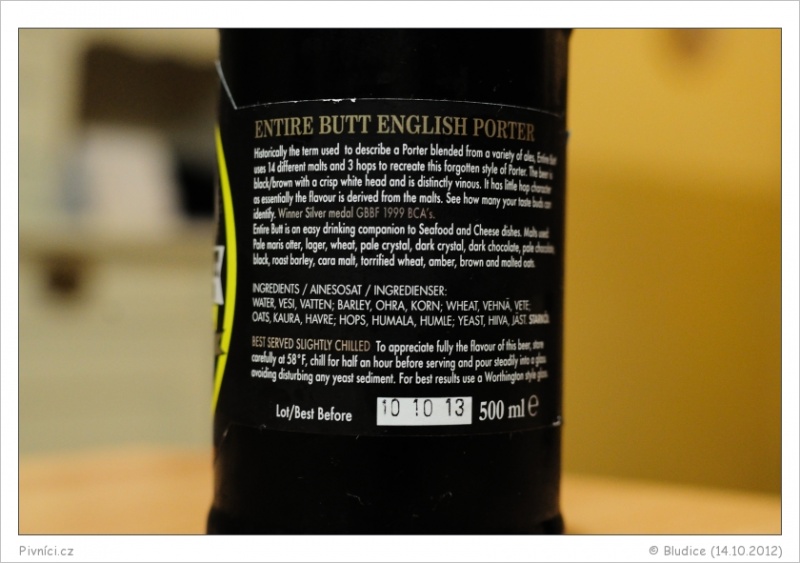 ENTIRE BUTT ENGLISH PORTER
Historically the term used to describe a Porter blended from a variety of ales, Entire Butt
uses 14 different malts and 3 hops to recreate this forgotten style of Porter. The beer is
black/brown with a crisp white head and is distinctly vinous. It has little hop character
as essentially the flavour is derived from the malts. See how many your taste buds can
identify. Winner Silver medal GBBF 1999 BCA's.
Entire Butt is an easy drinking companion to Seafood and Cheese dishes. Malts used:
Pale maris otter, lager, wheat, pale crystal, dark crystal, dark chocolate, pale chocolate,
black, roast barley, cara malt, torrified wheat, amber, brown and malted oats.
INGREDIENTS / AINESOSAT / INGREDIENSER:
WATER, VESI, VATTEN; BARLEY, OHRA, KORN; WHEAT, VEHNÄ, VETE;
OATS, KAURA, HAVRE; HOPS, HUMALA, HUMLE; YEAST, HIIVA, JÄST.
BEST SERVED SLIGHTLY CHILLED To appreciate fully the flavour of this beer, store
carefully at 58°F, chill for half an hour before serving and pour steadily into a glass
avoiding disturbing any yeast sediment. For best results use a Worthington style glass.
Lot/Best Before 10 10 13 500 ml ℮
Pivníci.cz
© Bludice (14.10.2012)